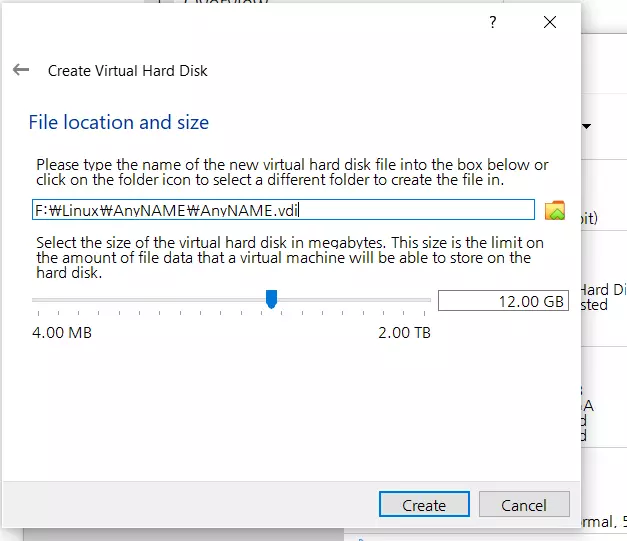 ?
Create Virtual Hard Disk
File location and size
Please type the name of the new virtual hard disk file into the box below or
click on the folder icon to select a different folder to create the file in.
F:₩Linux₩AnyNAME₩AnyNAME.vdi
Select the size of the virtual hard disk in megabytes. This size is the limit on
the amount of file data that a virtual machine will be able to store on the
hard disk.
12.00 GB
4.00 MB
2.00 TB
Create
Cancel
bit)
Hard Di
sted